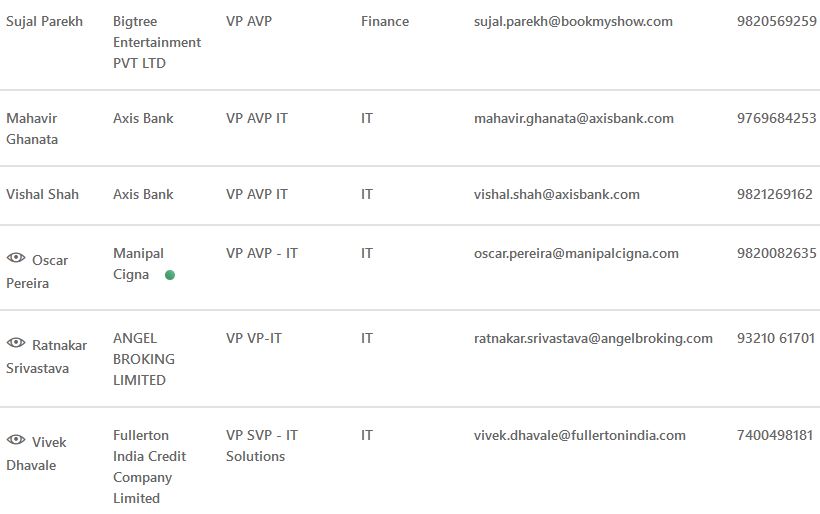 Sujal Parekh Bigtree VP AVP Finance sujal.parekh@bookmyshow.com 9820569259
Entertainment
PVT LTD
Mahavir Axis Bank VP AVP IT IT mahavir.ghanata@axisbank.com 9769684253
Ghanata
Vishal Shah Axis Bank VP AVP IT IT vishal.shah@axisbank.com 9821269162
Oscar Manipal VP AVP - IT IT oscar.pereira@manipalcigna.com 9820082635
Pereira Cigna
Ratnakar ANGEL VP VP-IT IT ratnakar.srivastava@angelbroking.com 93210 61701
Srivastava BROKING
LIMITED
Vivek Fullerton VP SVP - IT IT vivek.dhavale@fullertonindia.com 7400498181
Dhavale India Credit Solutions
Company
Limited